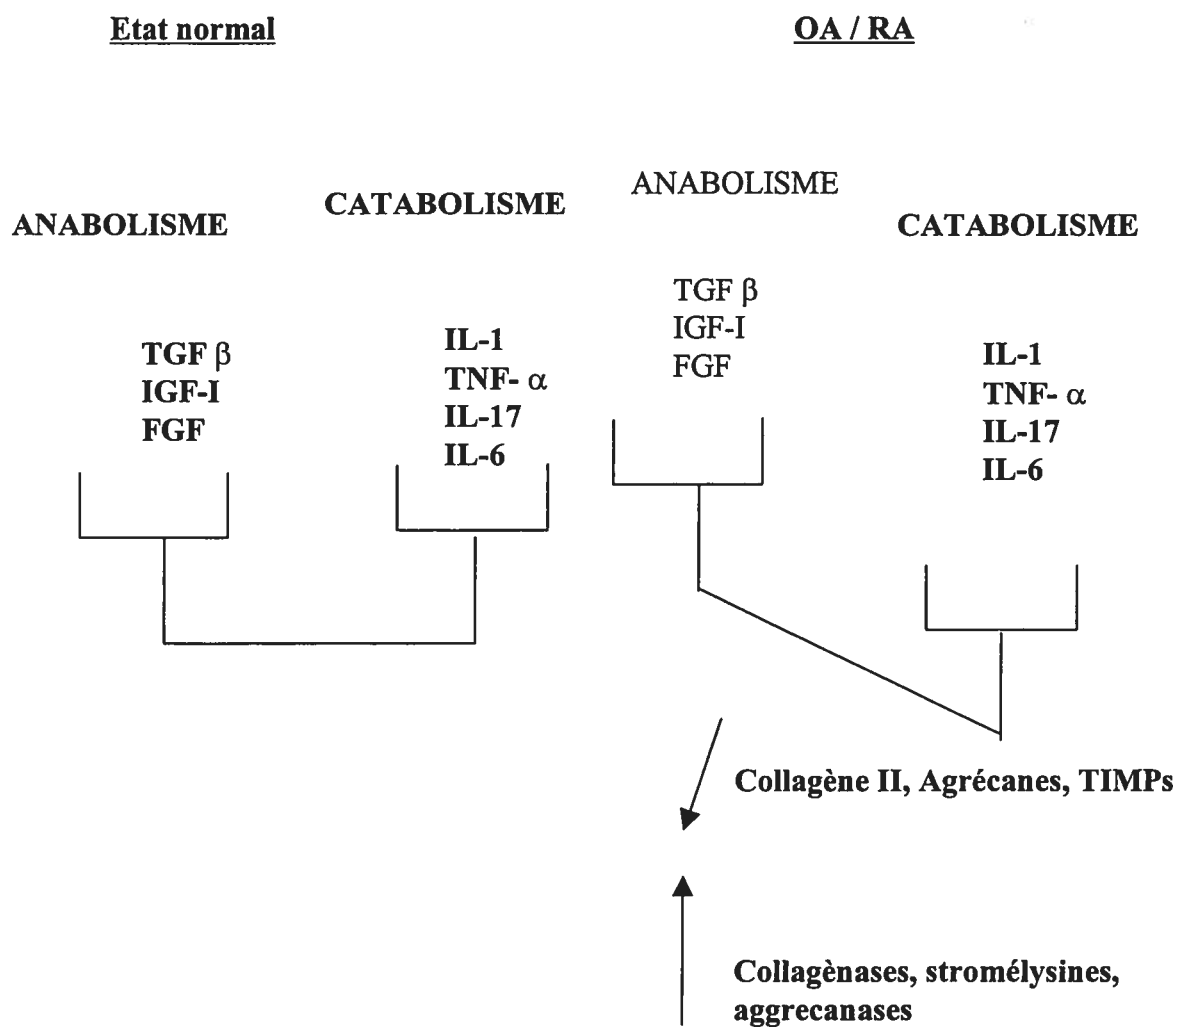 Etat normal
OA / RA
ANABOLISME
CATABOLISME
TGF β
IGF-I
FGF
IL-1
TNF- α
IL-17
IL-6
ANABOLISME
CATABOLISME
TGF β
IGF-I
FGF
IL-1
TNF- α
IL-17
IL-6
Collagène II, Agrécanes, TIMPs
Collagènases, stromélysines,
aggrecanases